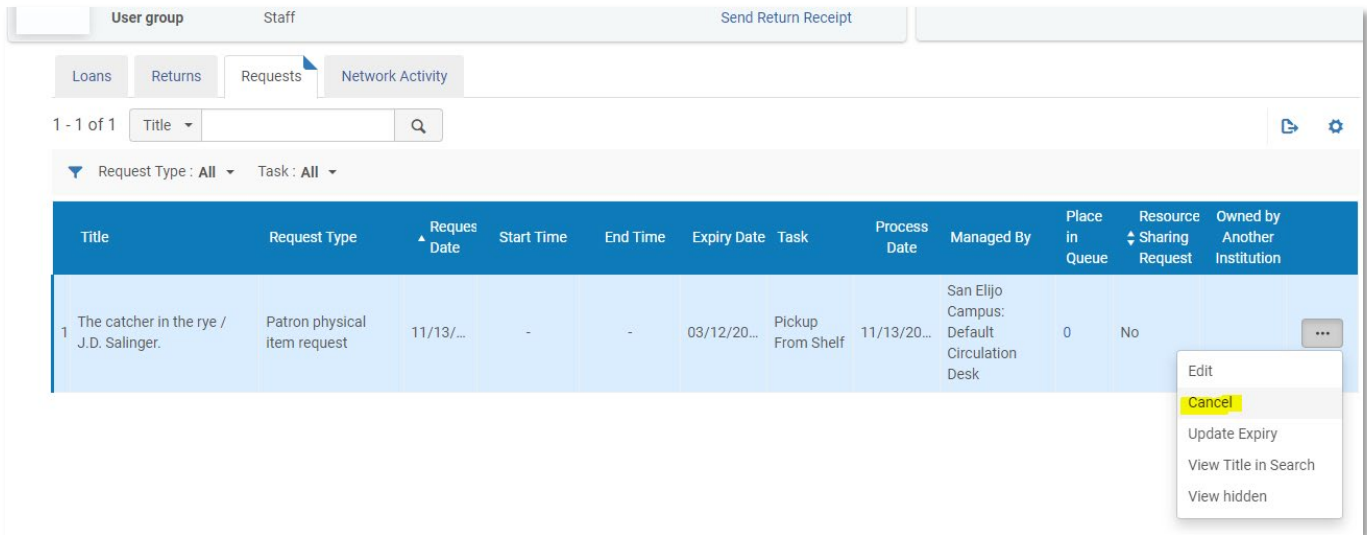 User group Staff Send Return Receipt
Loans Returns Requests Network Activity
1 - 1 of 1 Title
Request Type : All Task : All
Title Request Type Reques Date Start Time End Time Expiry Date Task Process Date Managed By Place in Queue Resource Sharing Request Owned by Another Institution
1 The catcher in the rye / J.D. Salinger. Patron physical item request 11/13/... - - 03/12/20... Pickup From Shelf 11/13/20... San Elijo Campus: Default Circulation Desk 0 No ...
Edit
Cancel
Update Expiry
View Title in Search
View hidden